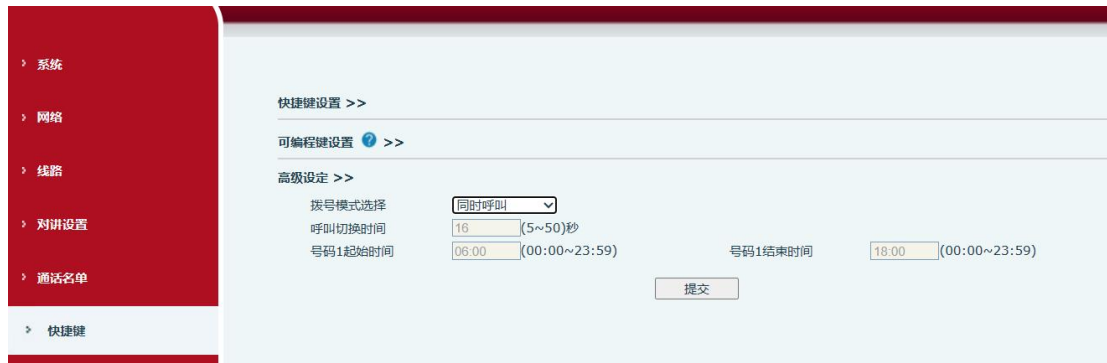 系统
网络
线路
对讲设置
通话名单
快捷键
快捷键设置 >>
可编程键设置 ? >>
高级设定 >>
拨号模式选择 同时呼叫
呼叫切换时间 16 (5~50)秒
号码1起始时间 06:00 (00:00~23:59) 号码1结束时间 18:00 (00:00~23:59)
提交